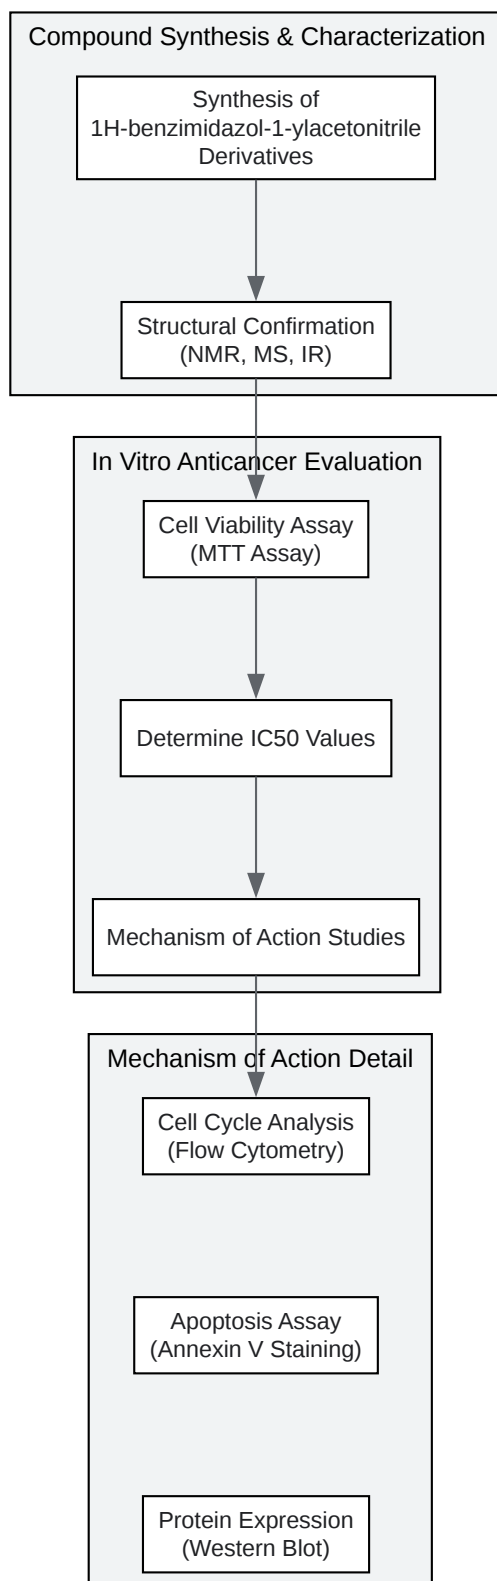 Compound Synthesis & Characterization
Synthesis of
1H-benzimidazol-1-ylacetonitrile
Derivatives
Structural Confirmation
(NMR, MS, IR)
In Vitro Anticancer Evaluation
Cell Viability Assay
(MTT Assay)
Determine IC50 Values
Mechanism of Action Studies
Mechanism of Action Detail
Cell Cycle Analysis
(Flow Cytometry)
Apoptosis Assay
(Annexin V Staining)
Protein Expression
(Western Blot)